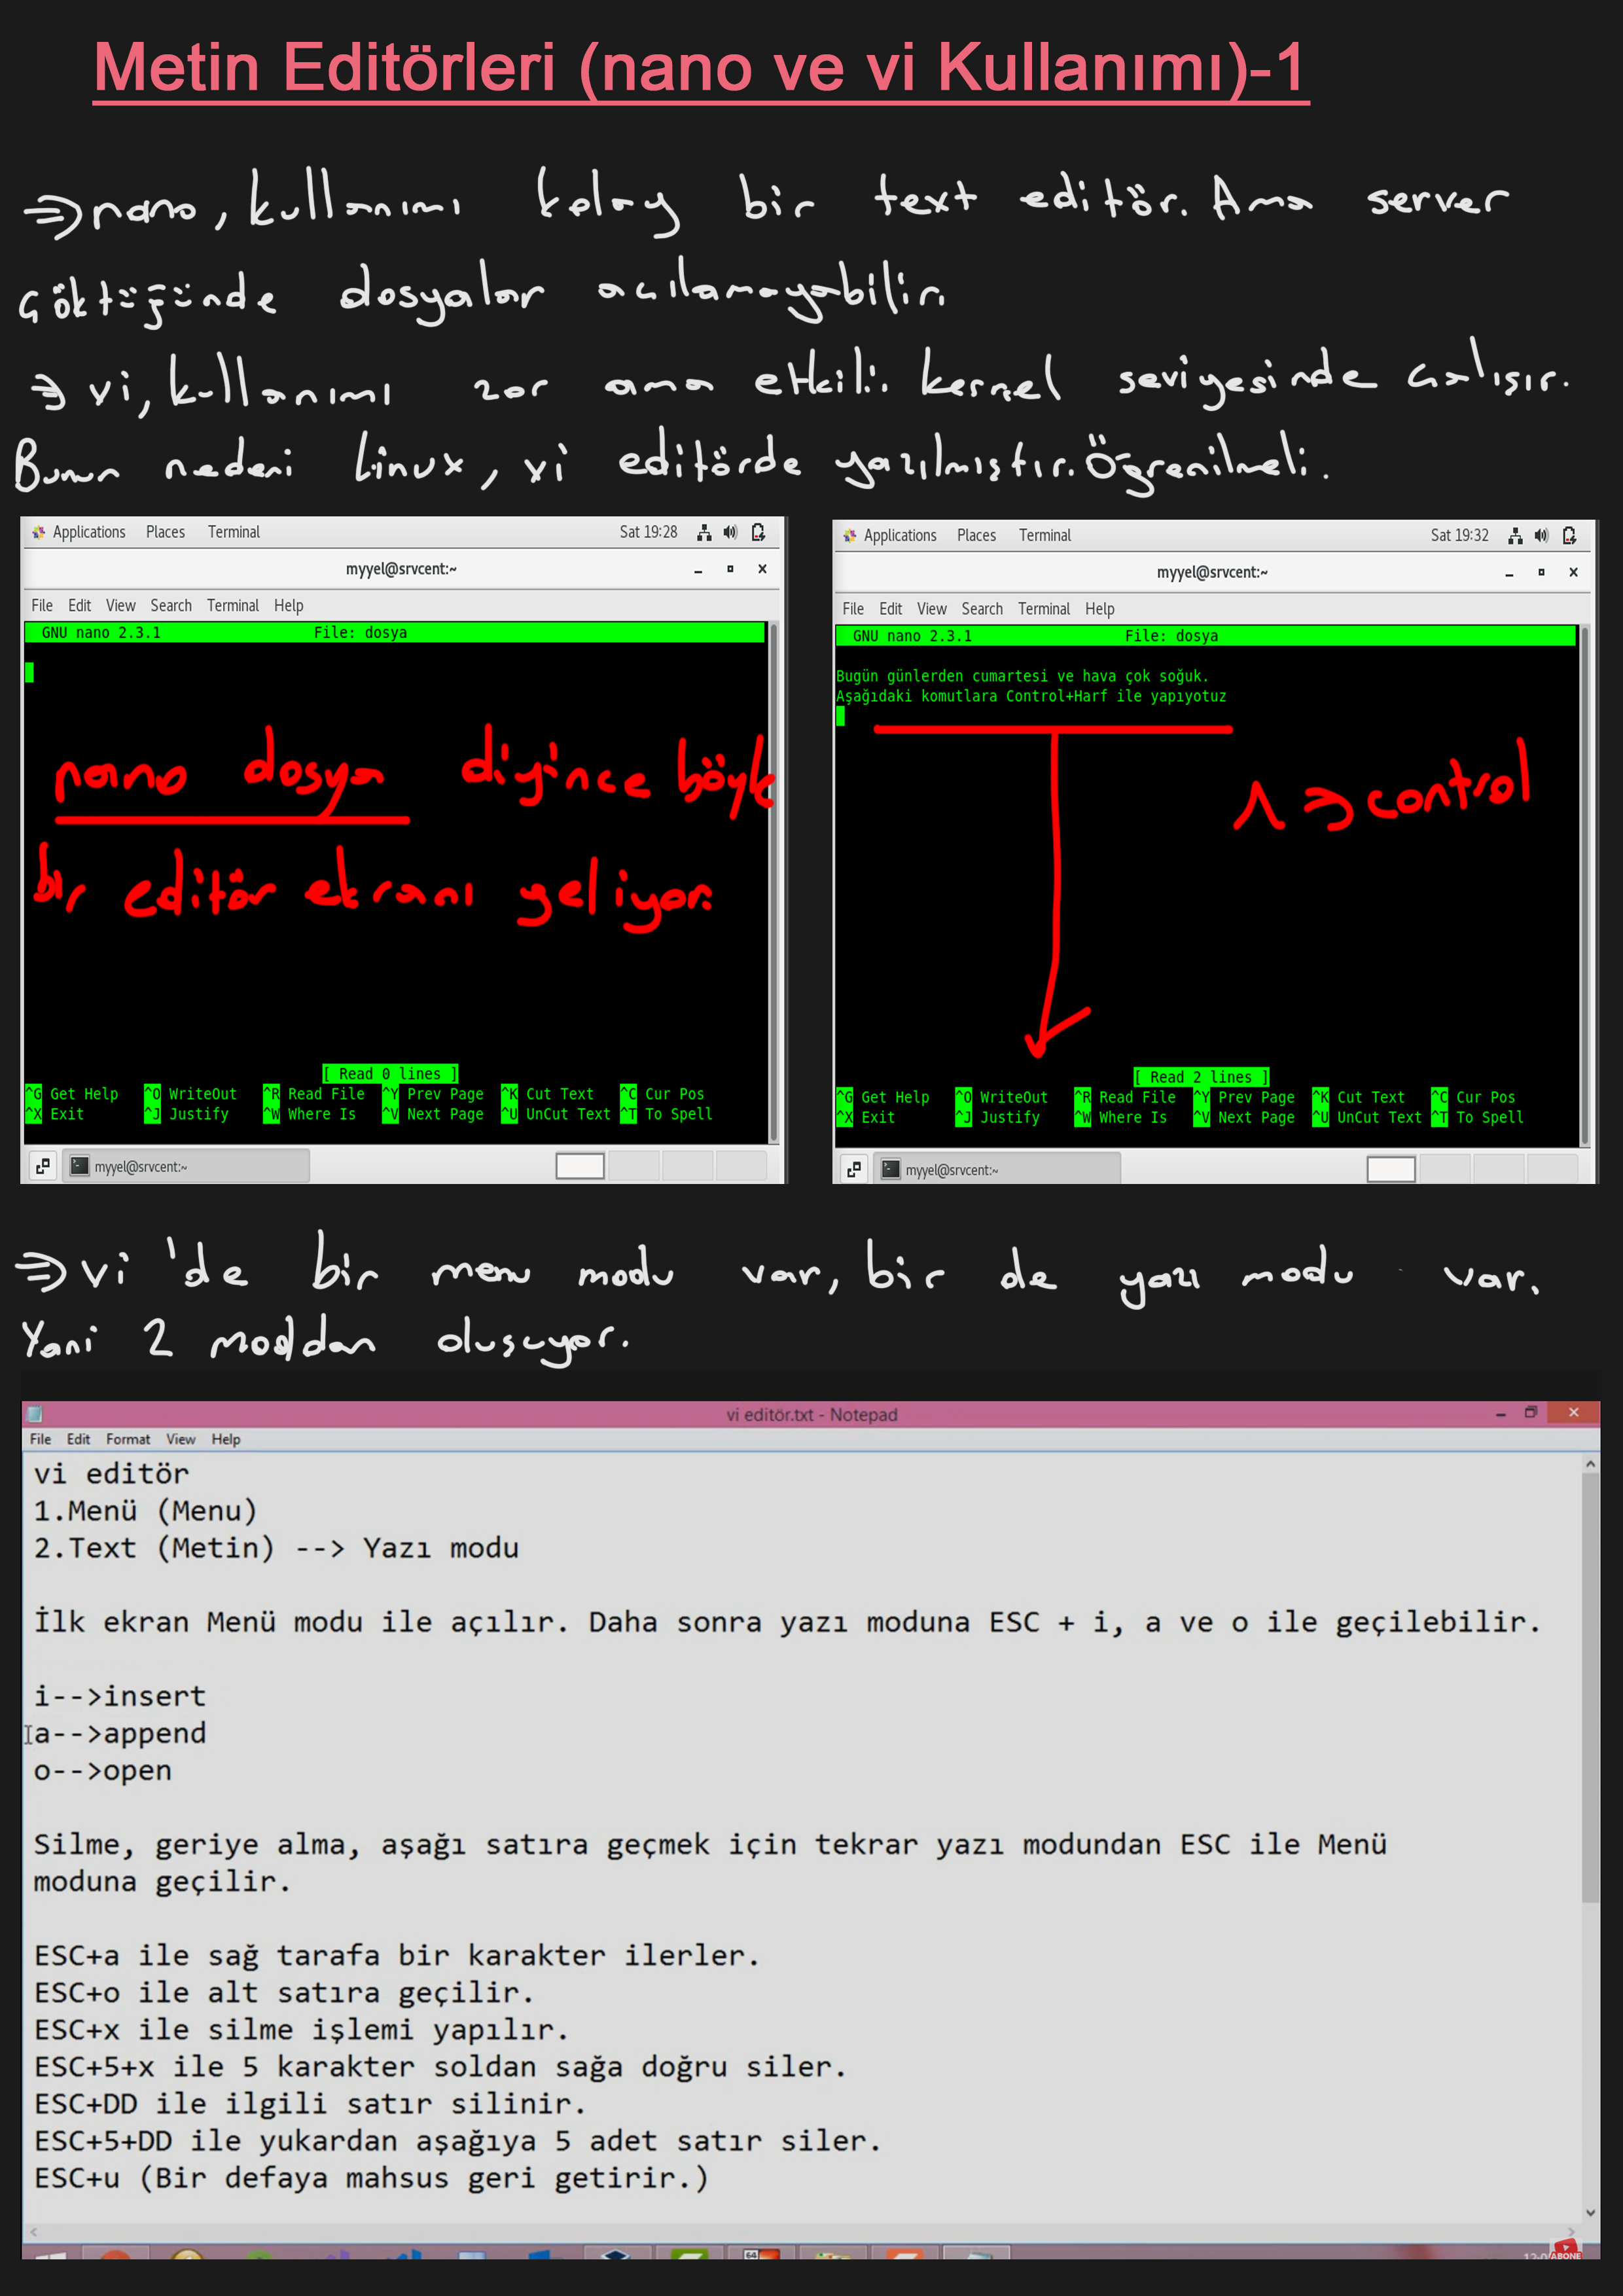 Metin Editörleri (nano ve vi Kullanımı)-1
⇒ nano, kullanımı kolay bir text editör. Ama server
çöktüğünde dosyalar açılamayabilir.
⇒ vi, kullanımı zor ama etkili. kernel seviyesinde çalışır.
Bunun nedeni Linux, vi editörde yazılmıştır. Öğrenilmeli.
Applications Places Terminal Sat 19:28
myyel@srvcent:~
File Edit View Search Terminal Help
GNU nano 2.3.1 File: dosya
nano dosya diyince böyle
bir editör ekranı geliyor.
[ Read 0 lines ]
^G Get Help ^O WriteOut ^R Read File ^Y Prev Page ^K Cut Text ^C Cur Pos
^X Exit ^J Justify ^W Where Is ^V Next Page ^U UnCut Text ^T To Spell
myyel@srvcent:~
Applications Places Terminal Sat 19:32
myyel@srvcent:~
File Edit View Search Terminal Help
GNU nano 2.3.1 File: dosya
Bugün günlerden cumartesi ve hava çok soğuk.
Aşağıdaki komutlara Control+Harf ile yapıyotuz
^ ⇒ control
[ Read 2 lines ]
^G Get Help ^O WriteOut ^R Read File ^Y Prev Page ^K Cut Text ^C Cur Pos
^X Exit ^J Justify ^W Where Is ^V Next Page ^U UnCut Text ^T To Spell
myyel@srvcent:~
⇒ vi 'de bir menu modu var, bir de yazı modu var.
Yani 2 moddan oluşuyor.
vi editör.txt - Notepad
File Edit Format View Help
vi editör
1.Menü (Menu)
2.Text (Metin) --> Yazı modu
İlk ekran Menü modu ile açılır. Daha sonra yazı moduna ESC + i, a ve o ile geçilebilir.
i-->insert
a-->append
o-->open
Silme, geriye alma, aşağı satıra geçmek için tekrar yazı modundan ESC ile Menü
moduna geçilir.
ESC+a ile sağ tarafa bir karakter ilerler.
ESC+o ile alt satıra geçilir.
ESC+x ile silme işlemi yapılır.
ESC+5+x ile 5 karakter soldan sağa doğru siler.
ESC+DD ile ilgili satır silinir.
ESC+5+DD ile yukardan aşağıya 5 adet satır siler.
ESC+u (Bir defaya mahsus geri getirir.)
64
ABONE